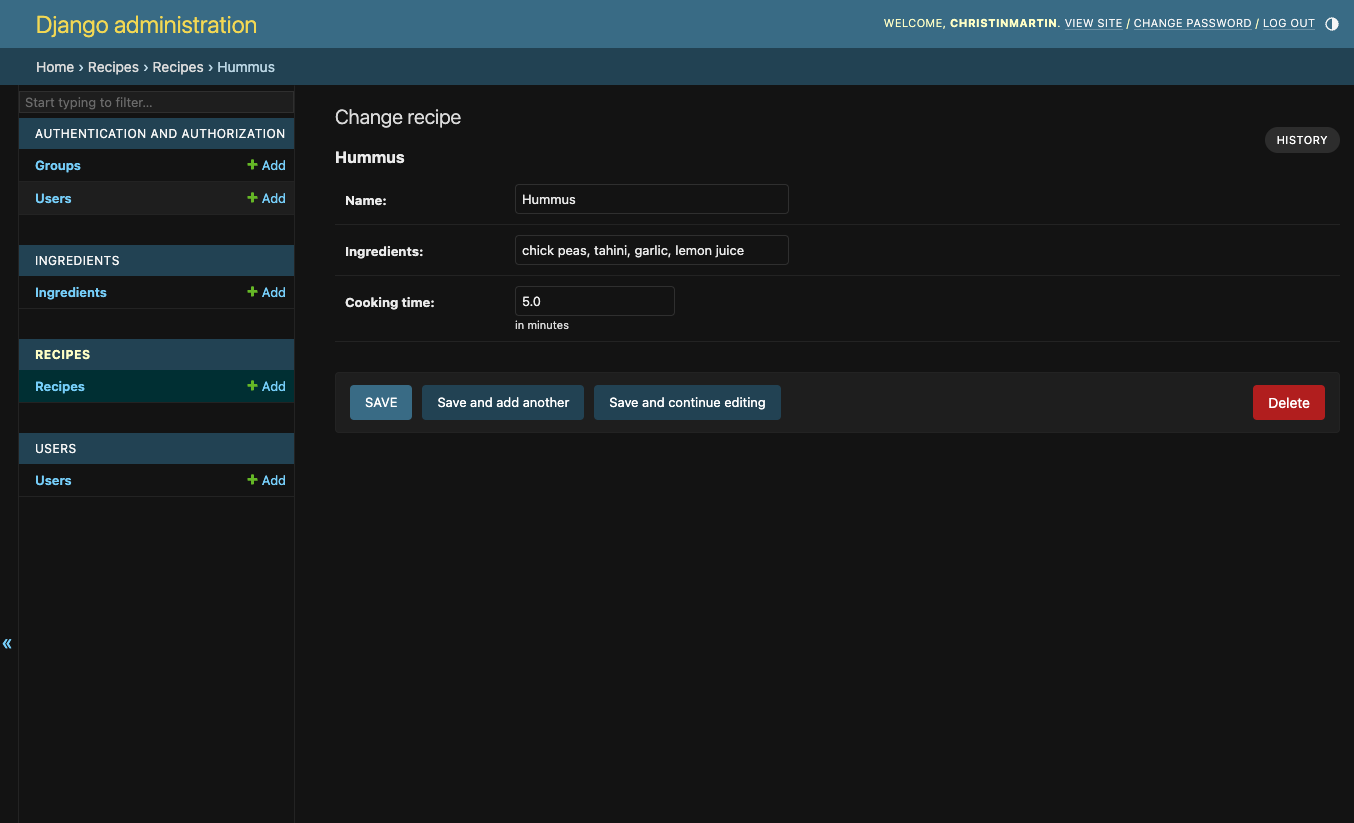 Django administration
WELCOME, CHRISTINMARTIN. VIEW SITE / CHANGE PASSWORD / LOG OUT
Home › Recipes › Recipes › Hummus
Start typing to filter...
AUTHENTICATION AND AUTHORIZATION
Groups + Add
Users + Add
INGREDIENTS
Ingredients + Add
RECIPES
Recipes + Add
USERS
Users + Add
«
Change recipe
HISTORY
Hummus
Name: Hummus
Ingredients: chick peas, tahini, garlic, lemon juice
Cooking time: 5.0
in minutes
SAVE Save and add another Save and continue editing Delete